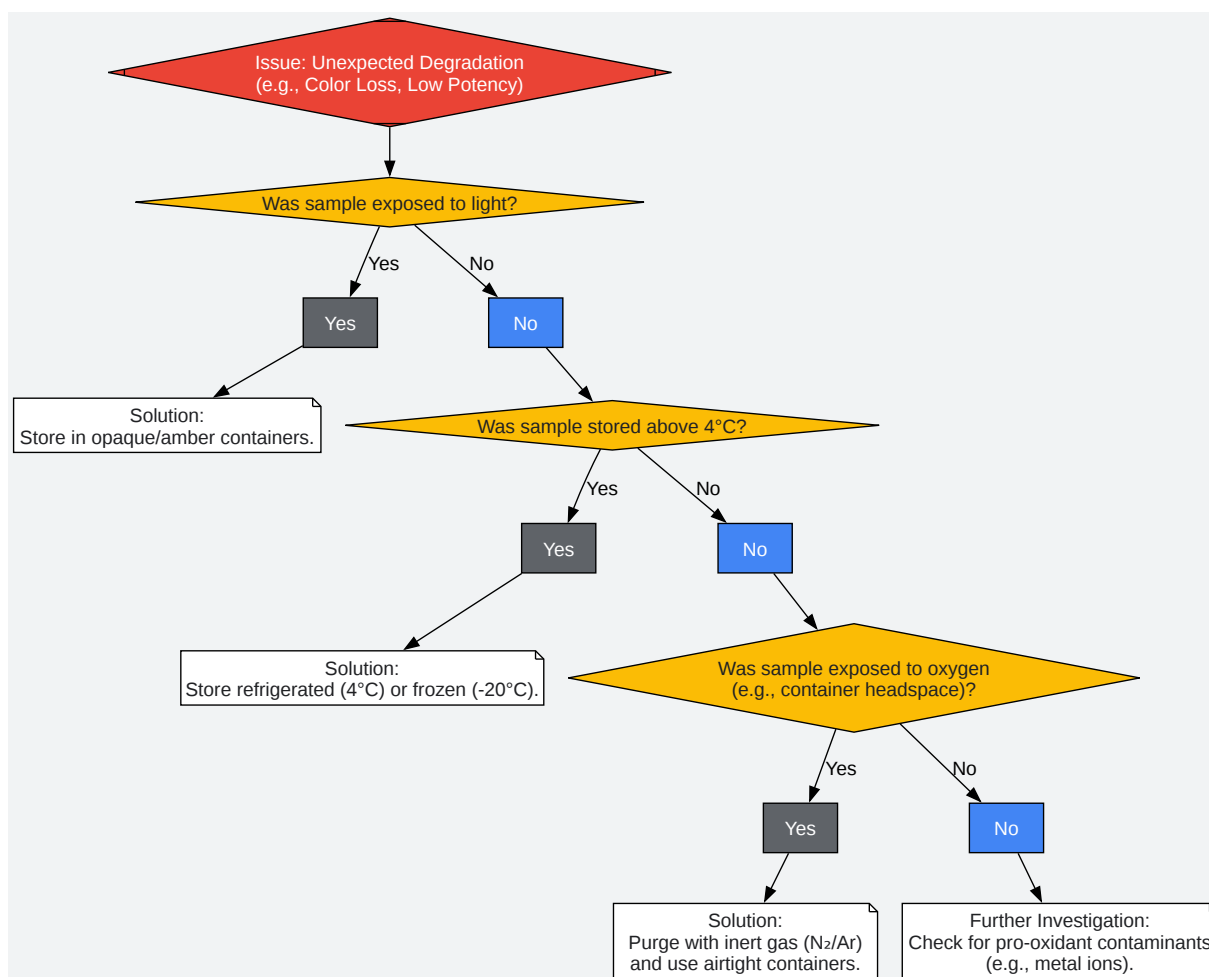 Issue: Unexpected Degradation
(e.g., Color Loss, Low Potency)
Was sample exposed to light?
Yes
No
Yes
No
Solution:
Store in opaque/amber containers.
Was sample stored above 4°C?
Yes
No
Yes
No
Solution:
Store refrigerated (4°C) or frozen (-20°C).
Was sample exposed to oxygen
(e.g., container headspace)?
Yes
No
Yes
No
Solution:
Purge with inert gas (N₂/Ar)
and use airtight containers.
Further Investigation:
Check for pro-oxidant contaminants
(e.g., metal ions).